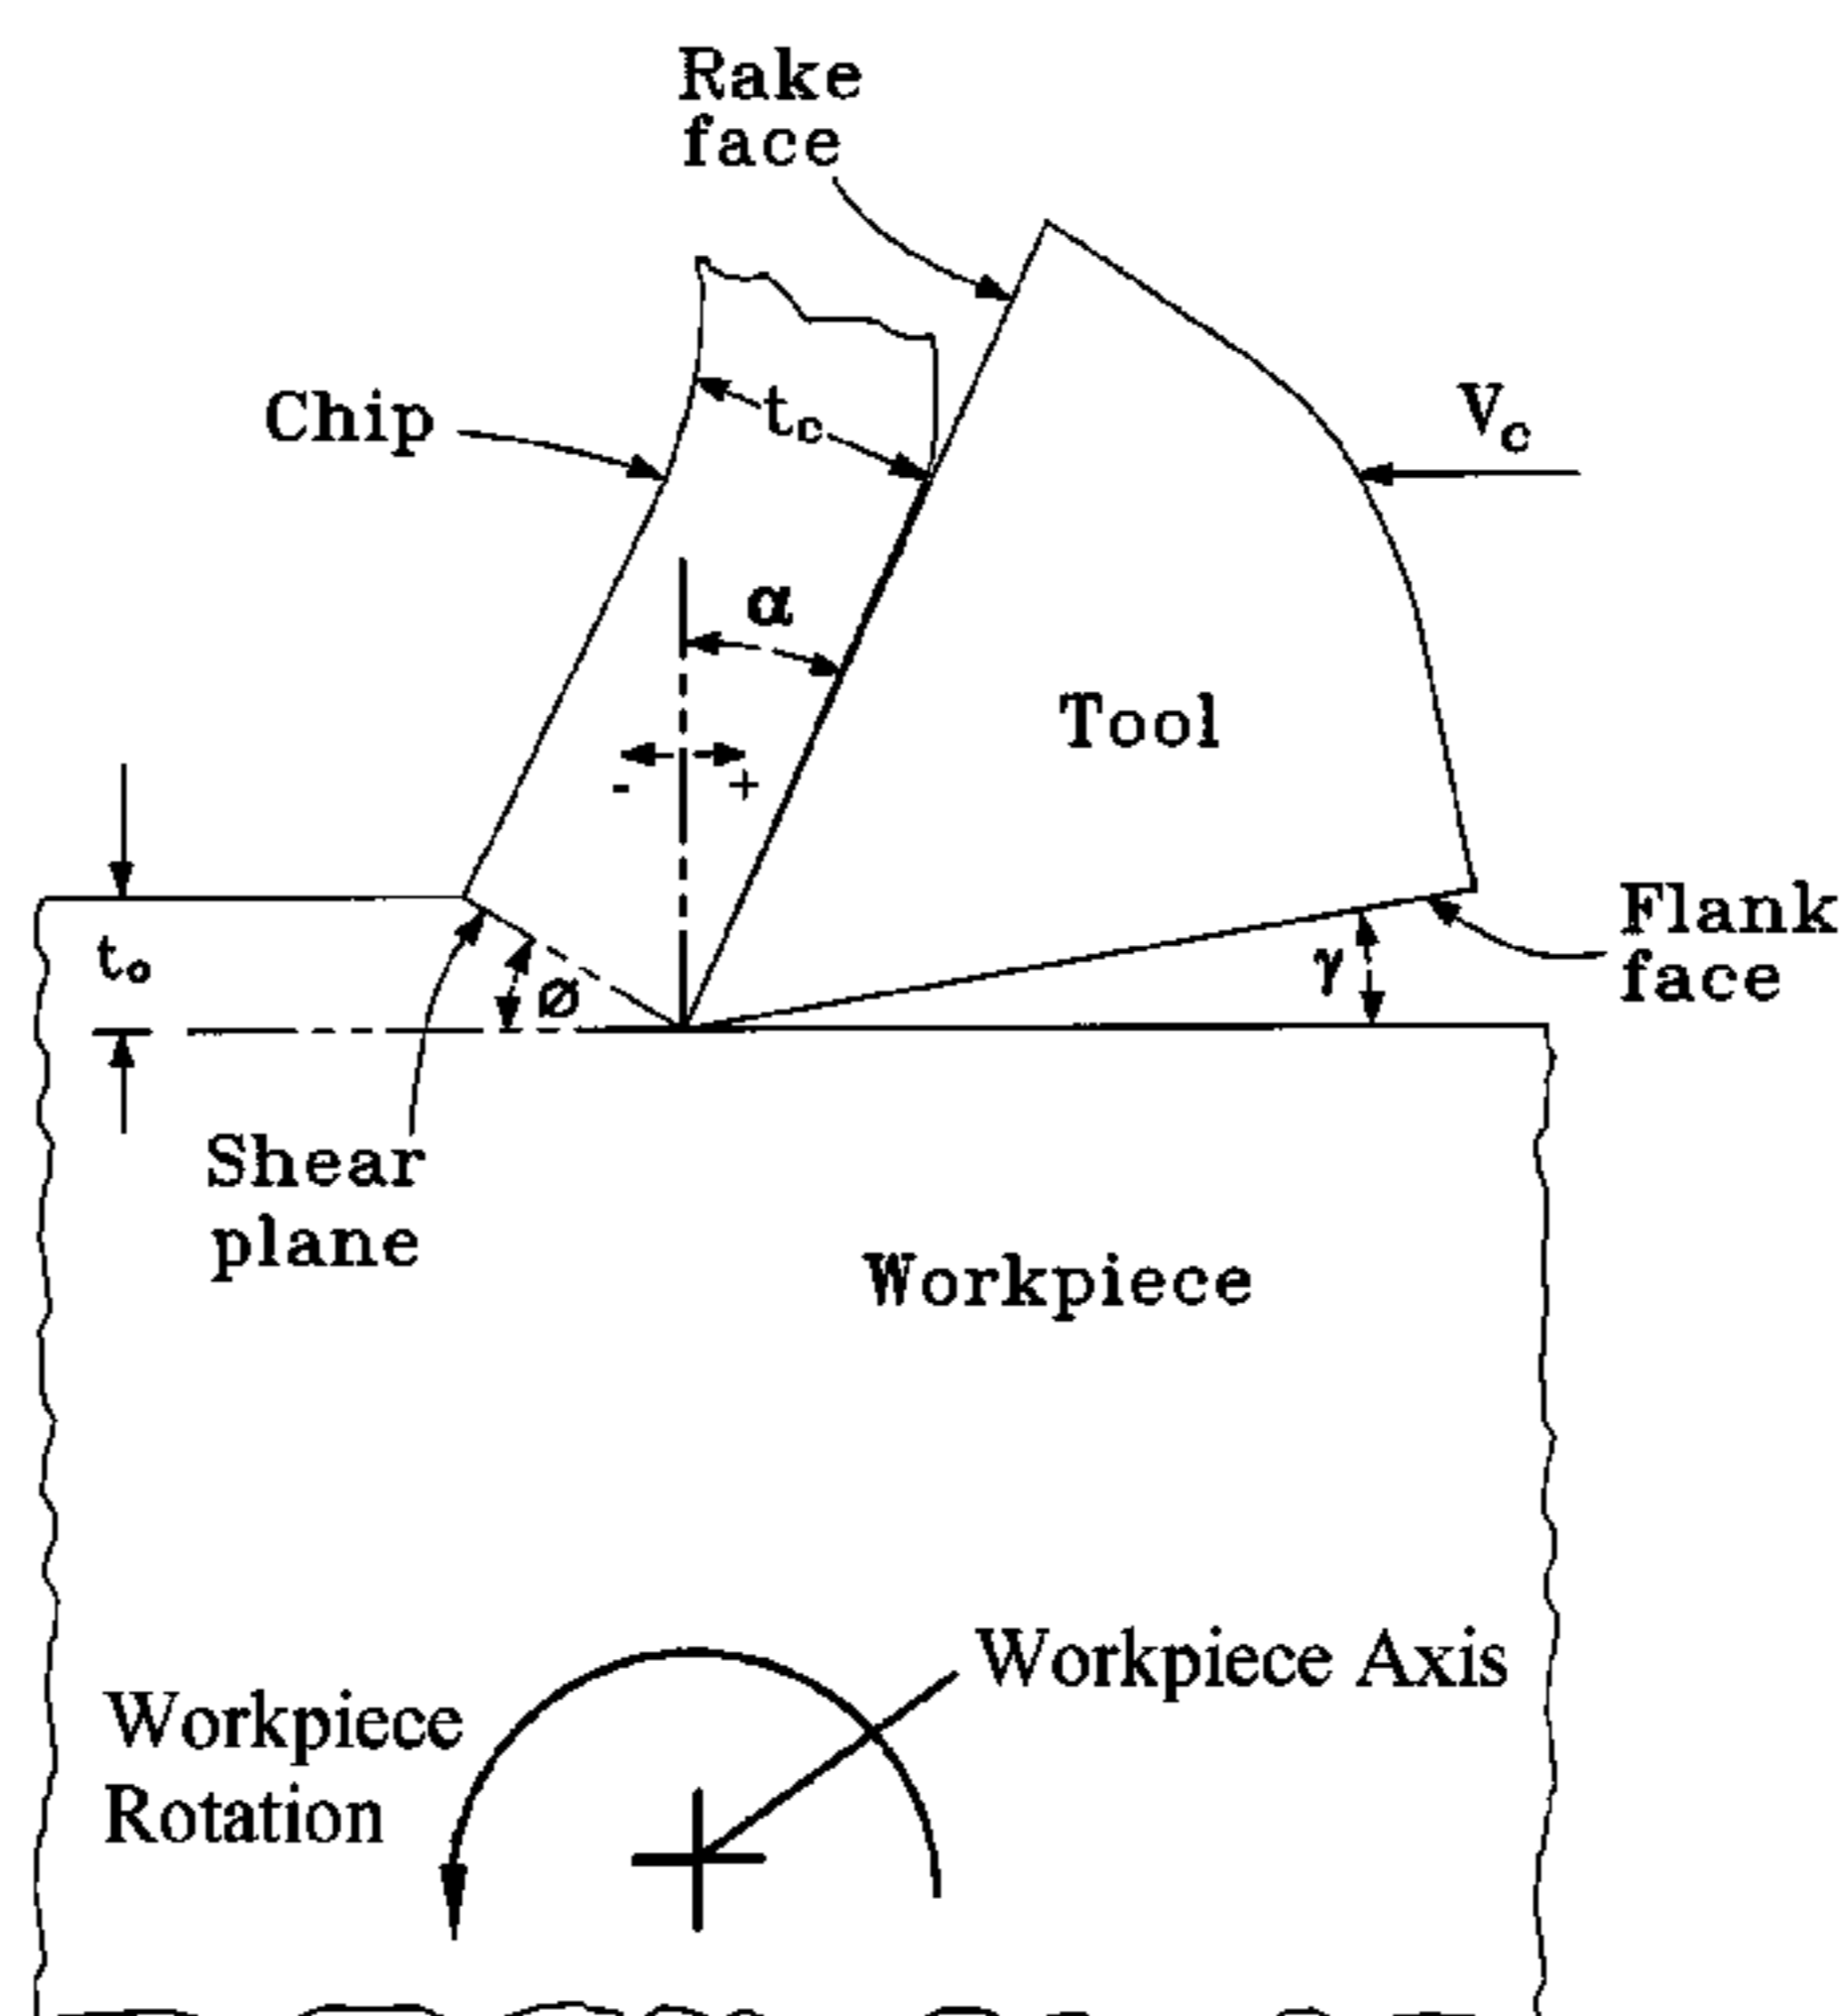 Rake
face
Chip
tc
Vc
α
Tool
- +
to
ø
γ
Flank
face
Shear
plane
Workpiece
Workpiece Axis
Workpiece
Rotation